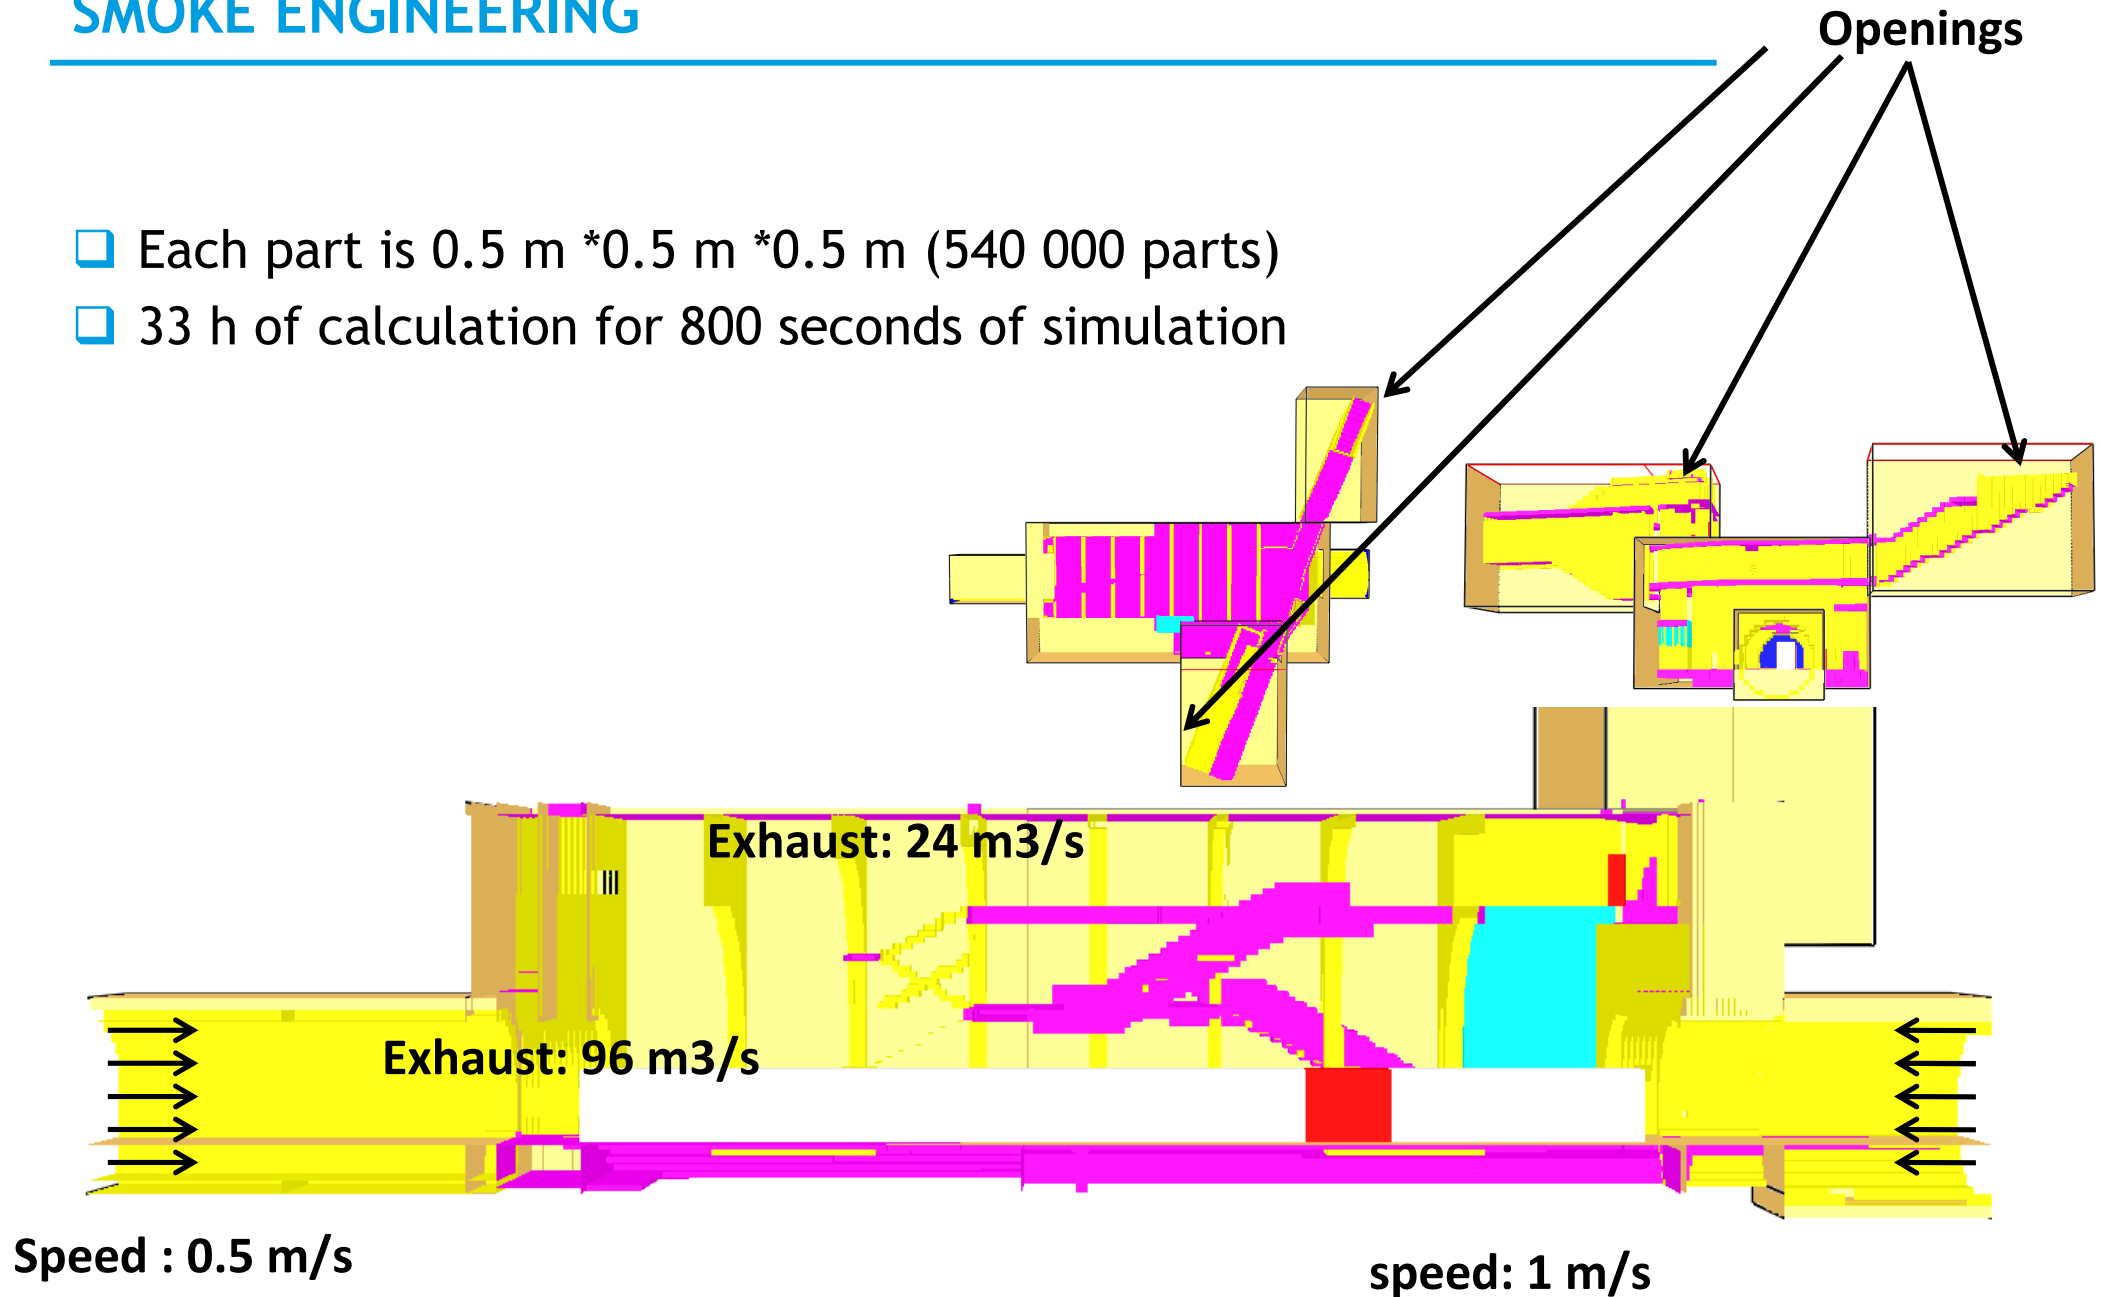 SMOKE ENGINEERING
Openings
Each part is 0.5 m *0.5 m *0.5 m (540 000 parts)
33 h of calculation for 800 seconds of simulation
Exhaust: 24 m3/s
Exhaust: 96 m3/s
Speed : 0.5 m/s
speed: 1 m/s